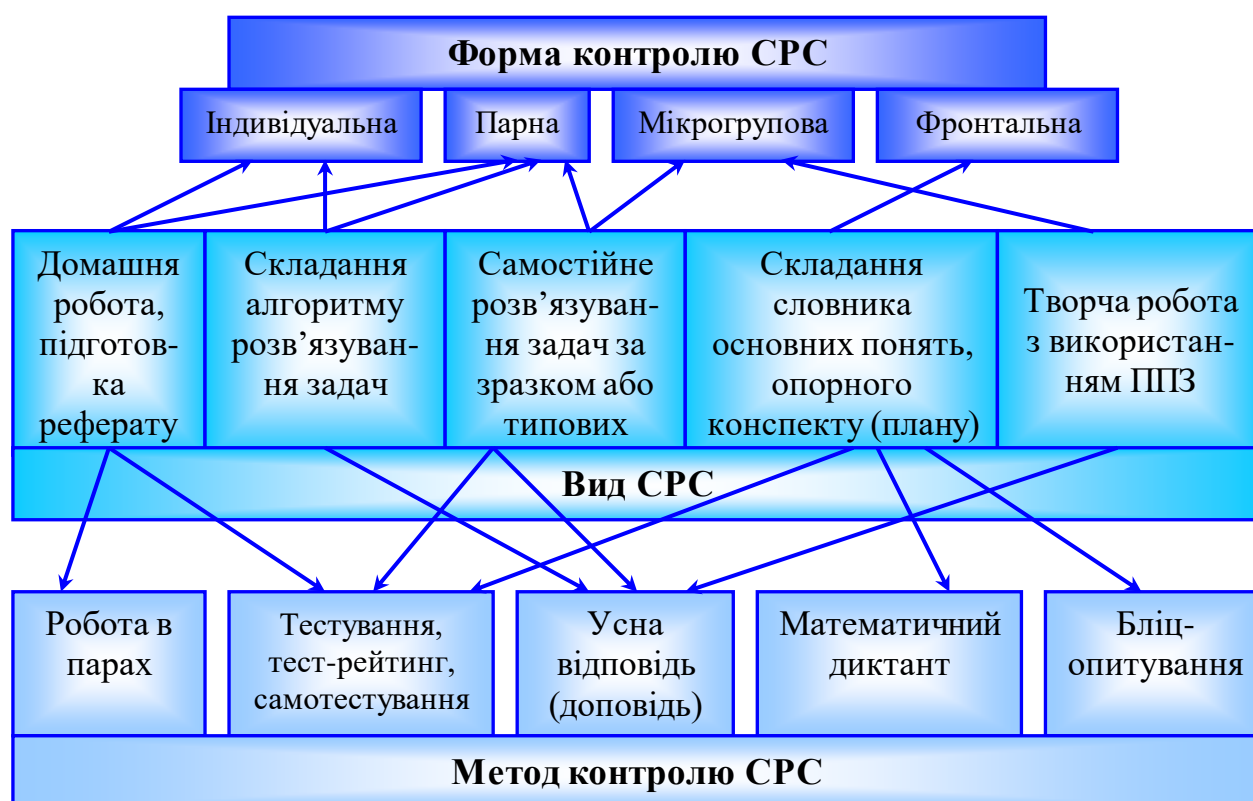 Форма контролю СРС
Індивідуальна
Парна
Мікрогрупова
Фронтальна
Домашня
робота,
підготов-
ка
реферату
Складання
алгоритму
розв’язуван-
ня задач
Самостійне
розв’язуван-
ня задач за
зразком або
типових
Складання
словника
основних понять,
опорного
конспекту (плану)
Творча робота
з використан-
ням ППЗ
Вид СРС
Робота в
парах
Тестування,
тест-рейтинг,
самотестування
Усна
відповідь
(доповідь)
Математичний
диктант
Бліц-
опитування
Метод контролю СРС